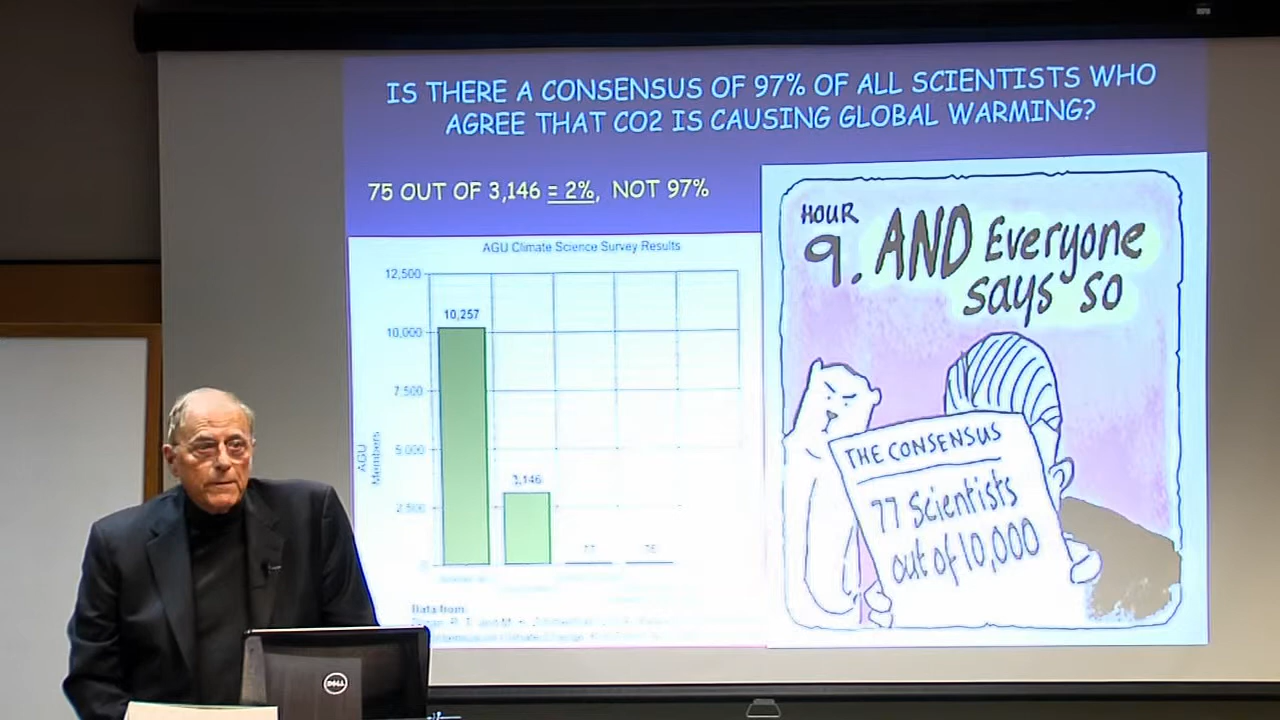 IS THERE A CONSENSUS OF 97% OF ALL SCIENTISTS WHO
AGREE THAT CO2 IS CAUSING GLOBAL WARMING?
75 OUT OF 3,146 = 2%, NOT 97%
AGU Climate Science Survey Results
12,500
10,257
10,000
7,500
AGU
Members
5,000
3,146
2,500
77
Data from:
HOUR
9. AND Everyone
says so
THE CONSENSUS
77 Scientists
out of 10,000
DELL